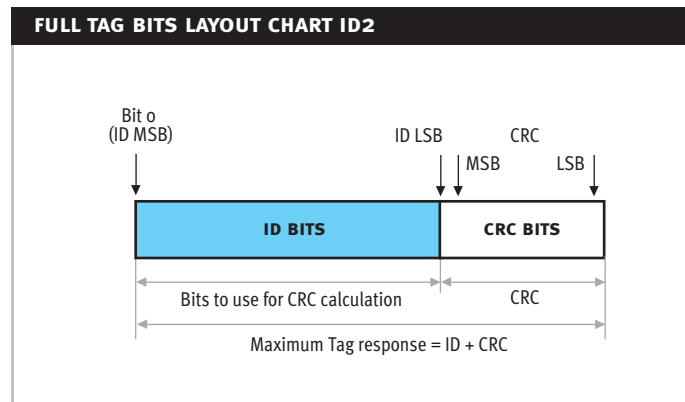 FULL TAG BITS LAYOUT CHART ID2
Bit 0
(ID MSB)
ID LSB
CRC
MSB
LSB
ID BITS
CRC BITS
Bits to use for CRC calculation
CRC
Maximum Tag response = ID + CRC